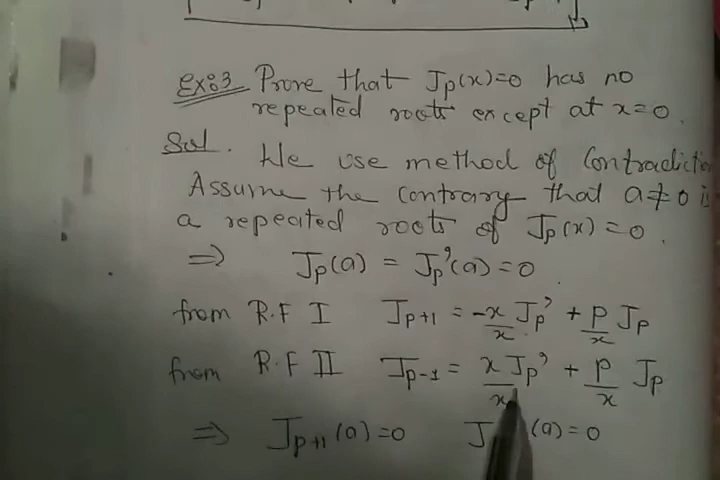 Ex:3 Prove that Jp(x)=0 has no
repeated roots except at x=0.
Sol. We use method of Contradictio
Assume the contrary that a≠0 is
a repeated roots of Jp(x)=0.
⇒ Jp(a) = Jp'(a)=0
from R.F I Jp+1 = -x/x Jp' + p/x Jp
from R.F II Jp-1 = x/x Jp' + p/x Jp
⇒ Jp+1(a)=0 J (a)=0